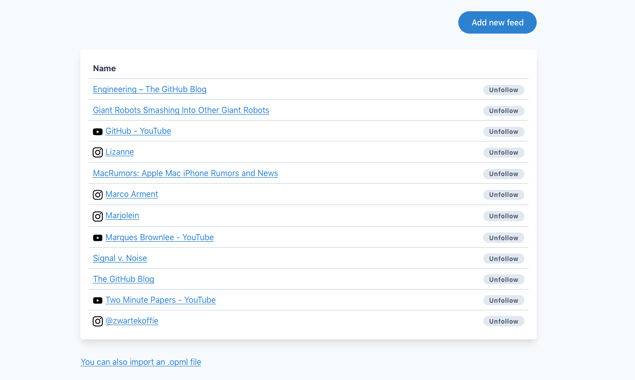 Add new feed
Name
Engineering – The GitHub Blog Unfollow
Giant Robots Smashing Into Other Giant Robots Unfollow
GitHub - YouTube Unfollow
Lizanne Unfollow
MacRumors: Apple Mac iPhone Rumors and News Unfollow
Marco Arment Unfollow
Marjolein Unfollow
Marques Brownlee - YouTube Unfollow
Signal v. Noise Unfollow
The GitHub Blog Unfollow
Two Minute Papers - YouTube Unfollow
@zwartekoffie Unfollow
You can also import an .opml file